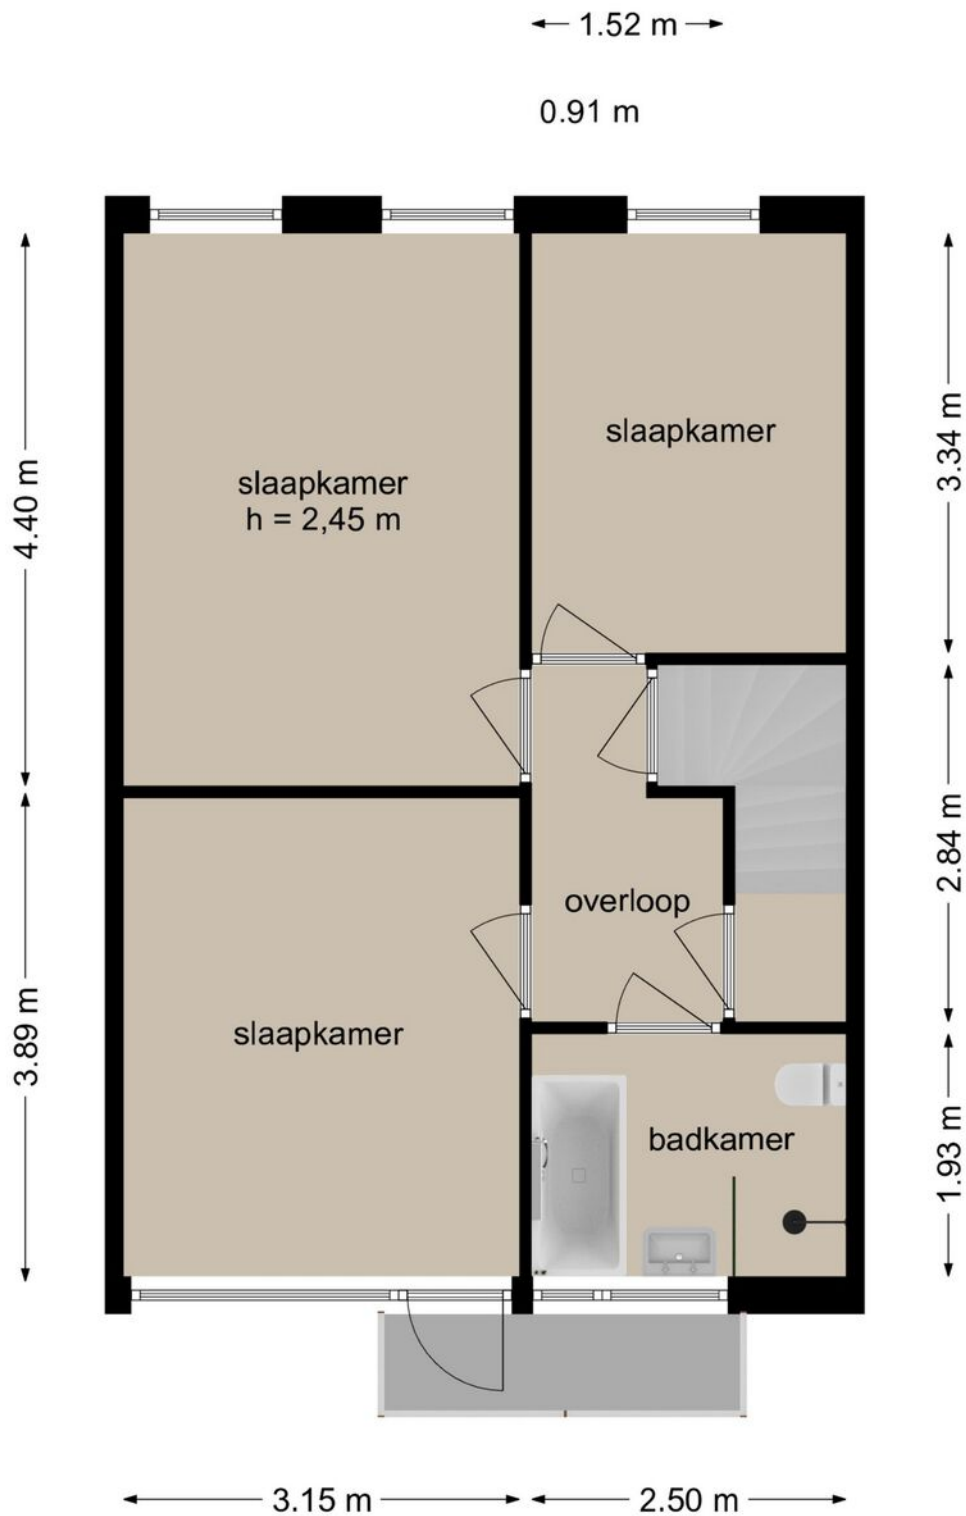 1.52 m
0.91 m
slaapkamer
3.34 m
slaapkamer
h = 2,45 m
4.40 m
2.84 m
overloop
3.89 m
slaapkamer
badkamer
1.93 m
3.15 m
2.50 m